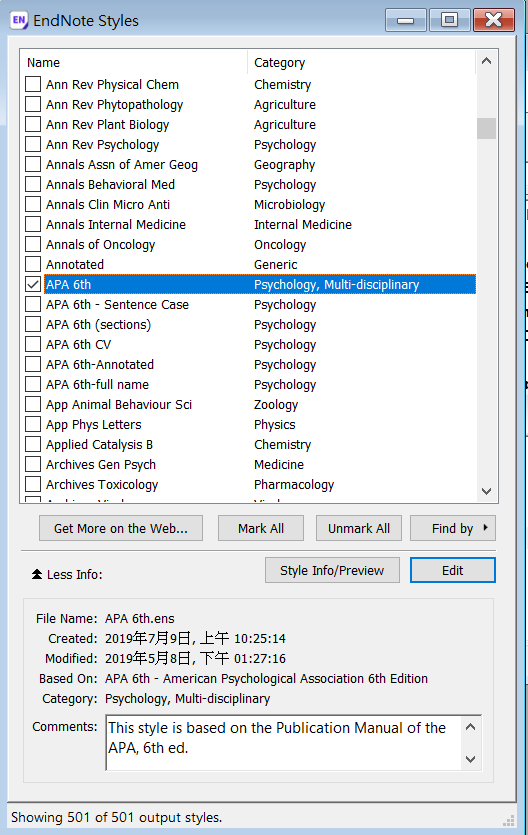 EN EndNote Styles
Name Category
Ann Rev Physical Chem Chemistry
Ann Rev Phytopathology Agriculture
Ann Rev Plant Biology Agriculture
Ann Rev Psychology Psychology
Annals Assn of Amer Geog Geography
Annals Behavioral Med Psychology
Annals Clin Micro Anti Microbiology
Annals Internal Medicine Internal Medicine
Annals of Oncology Oncology
Annotated Generic
APA 6th Psychology, Multi-disciplinary
APA 6th - Sentence Case Psychology
APA 6th (sections) Psychology
APA 6th CV Psychology
APA 6th-Annotated Psychology
APA 6th-full name Psychology
App Animal Behaviour Sci Zoology
App Phys Letters Physics
Applied Catalysis B Chemistry
Archives Gen Psych Medicine
Archives Toxicology Pharmacology
Get More on the Web... Mark All Unmark All Find by
Less Info: Style Info/Preview Edit
File Name: APA 6th.ens
Created: 2019年7月9日, 上午 10:25:14
Modified: 2019年5月8日, 下午 01:27:16
Based On: APA 6th - American Psychological Association 6th Edition
Category: Psychology, Multi-disciplinary
Comments: This style is based on the Publication Manual of the
APA, 6th ed.
Showing 501 of 501 output styles.